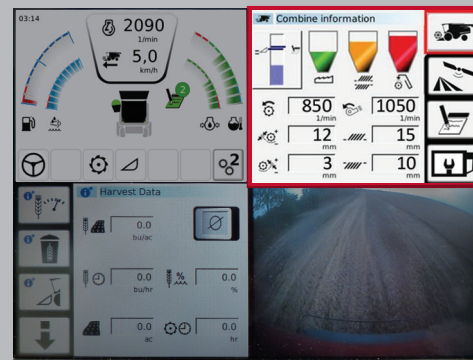 03:14
2090
1/min
5,0
km/h
2
2
Combine information
850
1/min
1050
1/min
12
mm
15
mm
3
mm
10
mm
Harvest Data
0.0
bu/ac
0.0
bu/hr
%
0.0
%
0.0
ac
0.0
hr